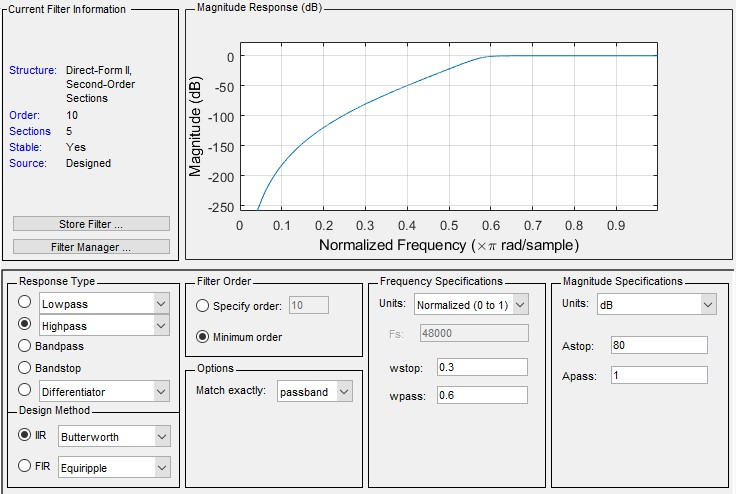 Current Filter Information
Structure: Direct-Form II,
Second-Order
Sections
Order: 10
Sections 5
Stable: Yes
Source: Designed
Store Filter ...
Filter Manager ...
Magnitude Response (dB)
Magnitude (dB)
0
-50
-100
-150
-200
-250
0 0.1 0.2 0.3 0.4 0.5 0.6 0.7 0.8 0.9
Normalized Frequency (×π rad/sample)
Response Type
Lowpass
Highpass
Bandpass
Bandstop
Differentiator
Design Method
IIR Butterworth
FIR Equiripple
Filter Order
Specify order: 10
Minimum order
Options
Match exactly: passband
Frequency Specifications
Units: Normalized (0 to 1)
Fs: 48000
wstop: 0.3
wpass: 0.6
Magnitude Specifications
Units: dB
Astop: 80
Apass: 1